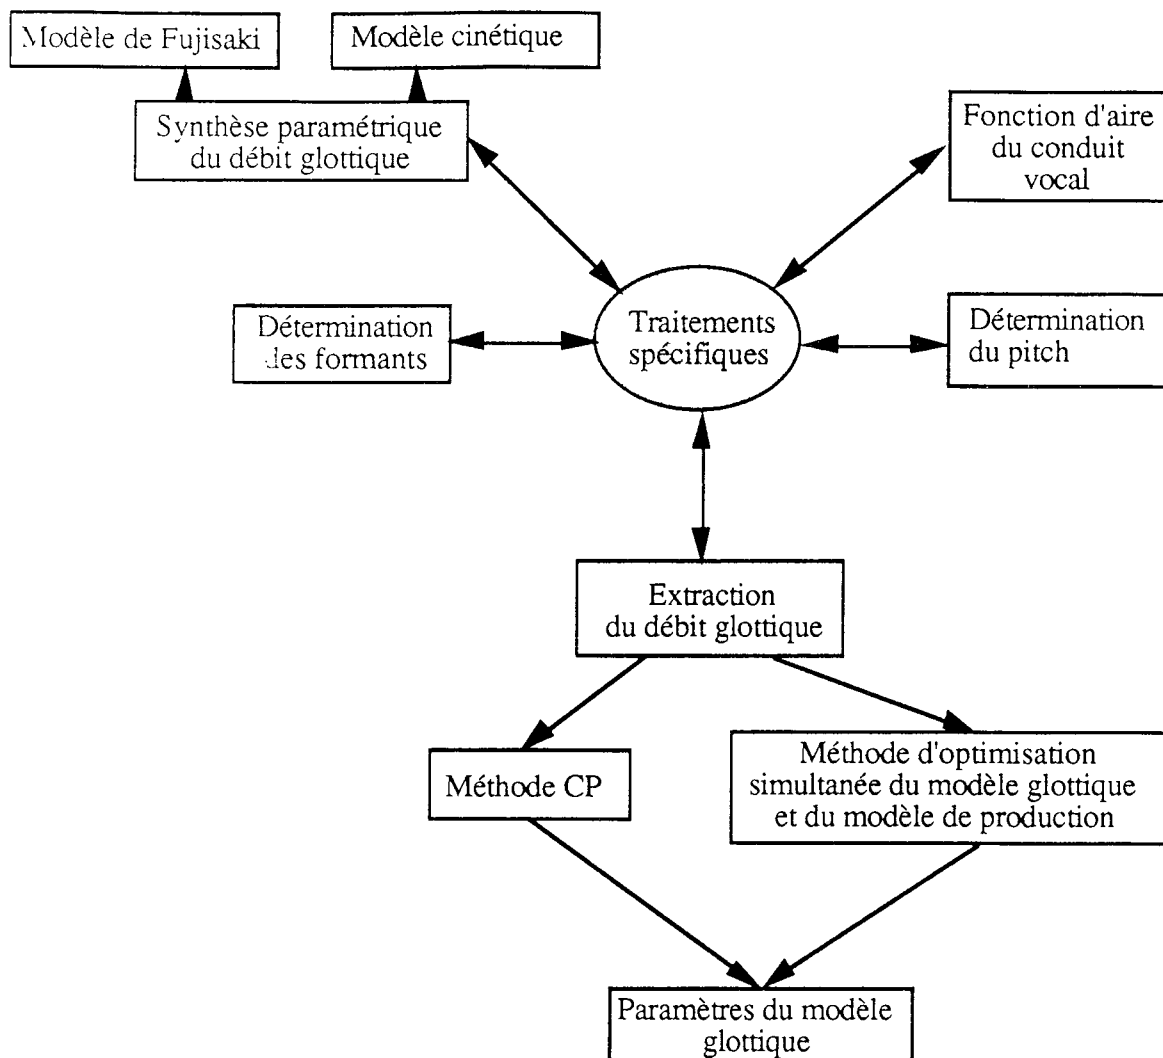 Modèle de Fujisaki
Modèle cinétique
Synthèse paramétrique
du débit glottique
Fonction d'aire
du conduit
vocal
Détermination
des formants
Traitements
spécifiques
Détermination
du pitch
Extraction
du débit glottique
Méthode CP
Méthode d'optimisation
simultanée du modèle glottique
et du modèle de production
Paramètres du modèle
glottique